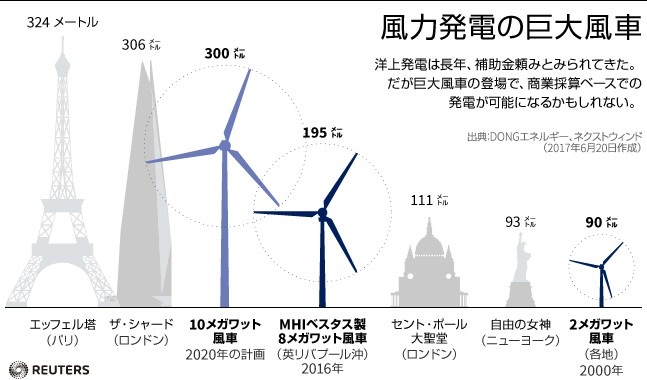 風力発電の巨大風車
洋上発電は長年、補助金頼みとみられてきた。
だが巨大風車の登場で、商業採算ベースでの
発電が可能になるかもしれない。
出典:DONGエネルギー、ネクストウィンド
（2017年6月20日作成）
324 メートル
306 メートル
300 メートル
195 メートル
111 メートル
93 メートル
90 メートル
エッフェル塔
（パリ）
ザ・シャード
（ロンドン）
10メガワット
風車
2020年の計画
MHIベスタス製
8メガワット風車
（英リバプール沖）
2016年
セント・ポール
大聖堂
（ロンドン）
自由の女神
（ニューヨーク）
2メガワット
風車
（各地）
2000年
REUTERS